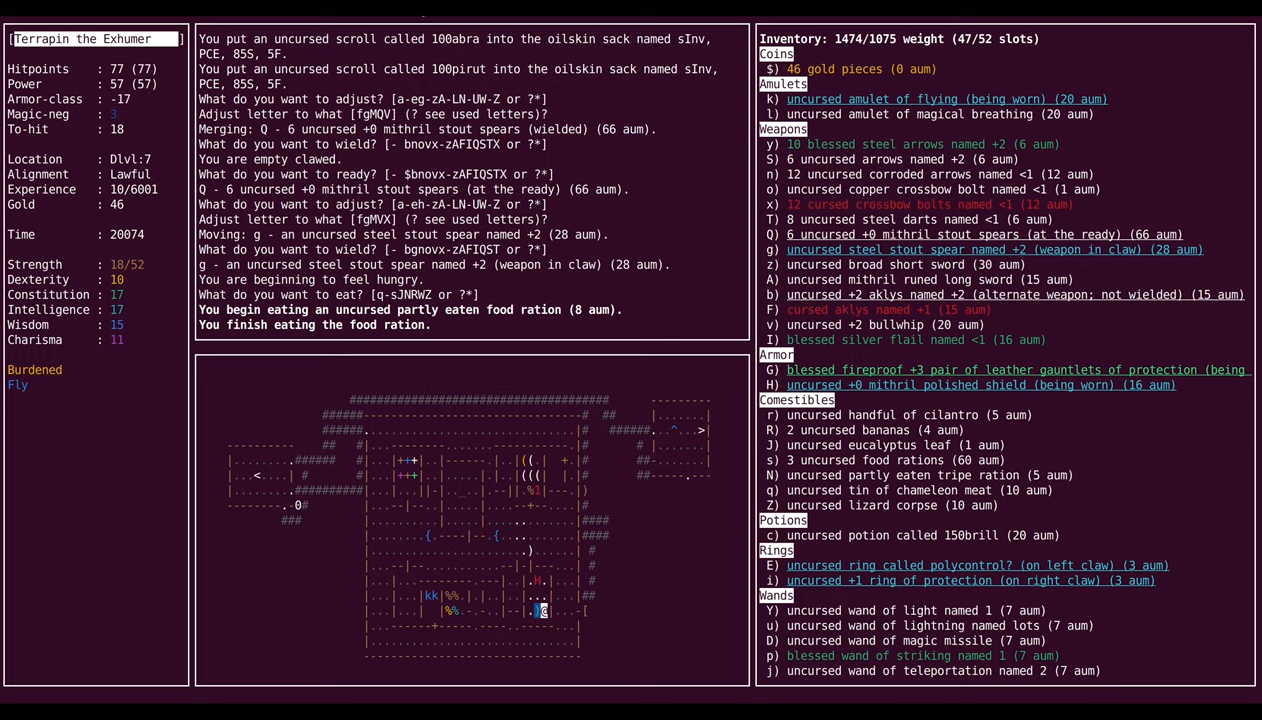 [Terrapin the Exhumer      ]
Hitpoints    : 77 (77)
Power        : 57 (57)
Armor-class  : -17
Magic-neg    : 3
To-hit       : 18
Location     : Dlvl:7
Alignment    : Lawful
Experience   : 10/6001
Gold         : 46
Time         : 20074
Strength     : 18/52
Dexterity    : 10
Constitution : 17
Intelligence : 17
Wisdom       : 15
Charisma     : 11
Burdened
Fly
You put an uncursed scroll called 100abra into the oilskin sack named sInv,
PCE, 85S, 5F.
You put an uncursed scroll called 100pirut into the oilskin sack named sInv,
PCE, 85S, 5F.
What do you want to adjust? [a-eg-zA-LN-UW-Z or ?*]
Adjust letter to what [fgMQV] (? see used letters)?
Merging: Q - 6 uncursed +0 mithril stout spears (wielded) (66 aum).
What do you want to wield? [- bnovx-zAFIQSTX or ?*]
You are empty clawed.
What do you want to ready? [- $bnovx-zAFIQSTX or ?*]
Q - 6 uncursed +0 mithril stout spears (at the ready) (66 aum).
What do you want to adjust? [a-eh-zA-LN-UW-Z or ?*]
Adjust letter to what [fgMVX] (? see used letters)?
Moving: g - an uncursed steel stout spear named +2 (28 aum).
What do you want to wield? [- bgnovx-zAFIQST or ?*]
g - an uncursed steel stout spear named +2 (weapon in claw) (28 aum).
You are beginning to feel hungry.
What do you want to eat? [q-sJNRWZ or ?*]
You begin eating an uncursed partly eaten food ration (8 aum).
You finish eating the food ration.
Inventory: 1474/1075 weight (47/52 slots)
Coins
$) 46 gold pieces (0 aum)
Amulets
k) uncursed amulet of flying (being worn) (20 aum)
l) uncursed amulet of magical breathing (20 aum)
Weapons
y) 10 blessed steel arrows named +2 (6 aum)
S) 6 uncursed arrows named +2 (6 aum)
n) 12 uncursed corroded arrows named <1 (12 aum)
o) uncursed copper crossbow bolt named <1 (1 aum)
x) 12 cursed crossbow bolts named <1 (12 aum)
T) 8 uncursed steel darts named <1 (6 aum)
Q) 6 uncursed +0 mithril stout spears (at the ready) (66 aum)
g) uncursed steel stout spear named +2 (weapon in claw) (28 aum)
z) uncursed broad short sword (30 aum)
A) uncursed mithril runed long sword (15 aum)
b) uncursed +2 aklys named +2 (alternate weapon; not wielded) (15 aum)
F) cursed aklys named +1 (15 aum)
v) uncursed +2 bullwhip (20 aum)
I) blessed silver flail named <1 (16 aum)
Armor
G) blessed fireproof +3 pair of leather gauntlets of protection (being
H) uncursed +0 mithril polished shield (being worn) (16 aum)
Comestibles
r) uncursed handful of cilantro (5 aum)
R) 2 uncursed bananas (4 aum)
J) uncursed eucalyptus leaf (1 aum)
s) 3 uncursed food rations (60 aum)
N) uncursed partly eaten tripe ration (5 aum)
q) uncursed tin of chameleon meat (10 aum)
Z) uncursed lizard corpse (10 aum)
Potions
c) uncursed potion called 150brill (20 aum)
Rings
E) uncursed ring called polycontrol? (on left claw) (3 aum)
i) uncursed +1 ring of protection (on right claw) (3 aum)
Wands
Y) uncursed wand of light named 1 (7 aum)
u) uncursed wand of lightning named lots (7 aum)
D) uncursed wand of magic missile (7 aum)
p) blessed wand of striking named 1 (7 aum)
j) uncursed wand of teleportation named 2 (7 aum)